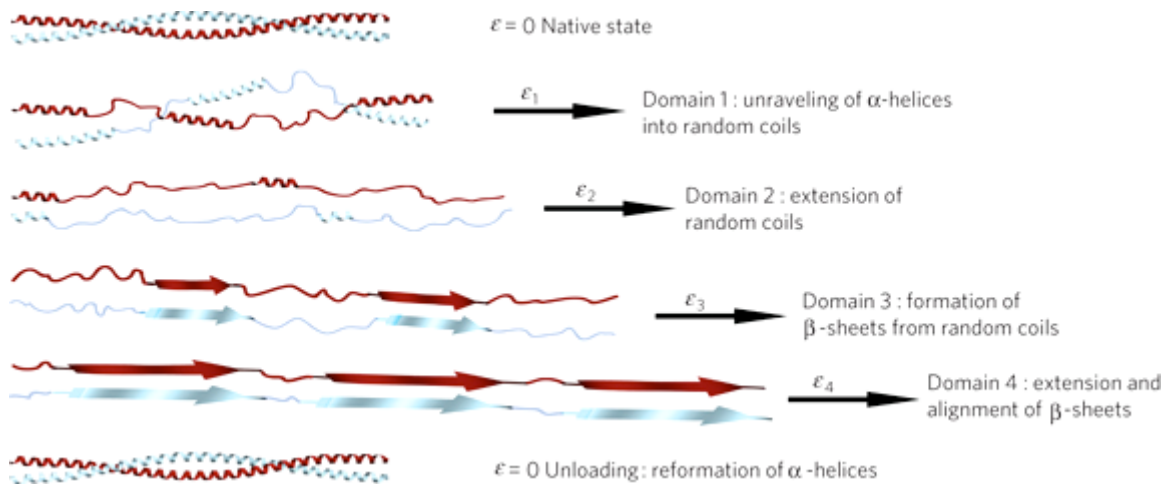 ε = 0 Native state
ε1
Domain 1 : unraveling of α-helices
into random coils
ε2
Domain 2 : extension of
random coils
ε3
Domain 3 : formation of
β-sheets from random coils
ε4
Domain 4 : extension and
alignment of β-sheets
ε = 0 Unloading : reformation of α -helices